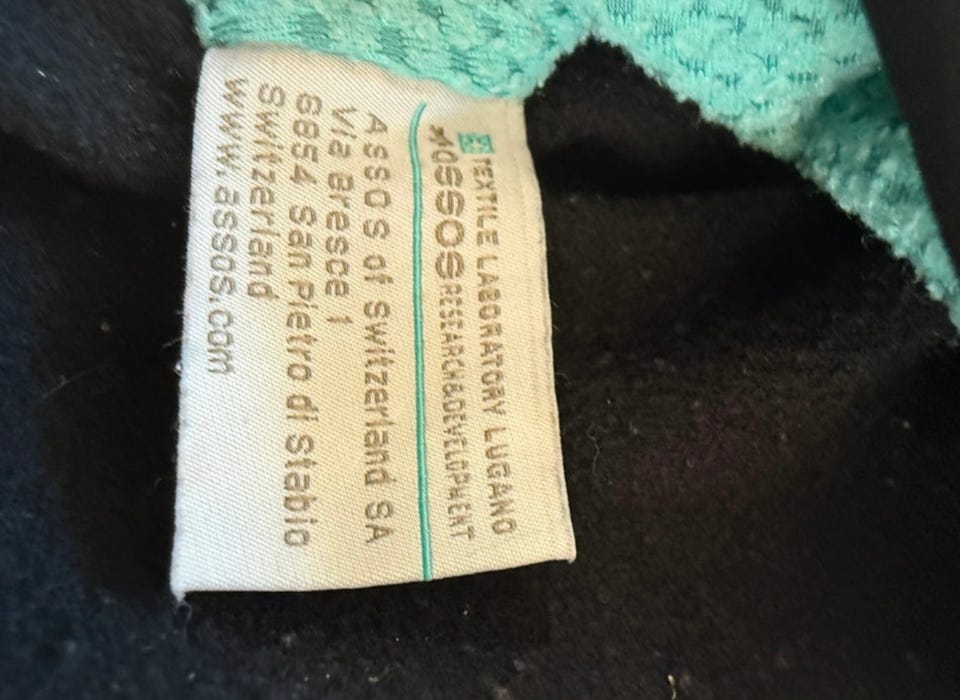 TEXTILE LABORATORY LUGANO
assos RESEARCH&DEVELOPMENT
Assos of Switzerland SA
Via Bresce 1
6854 San Pietro di Stabio
Switzerland
www.assos.com